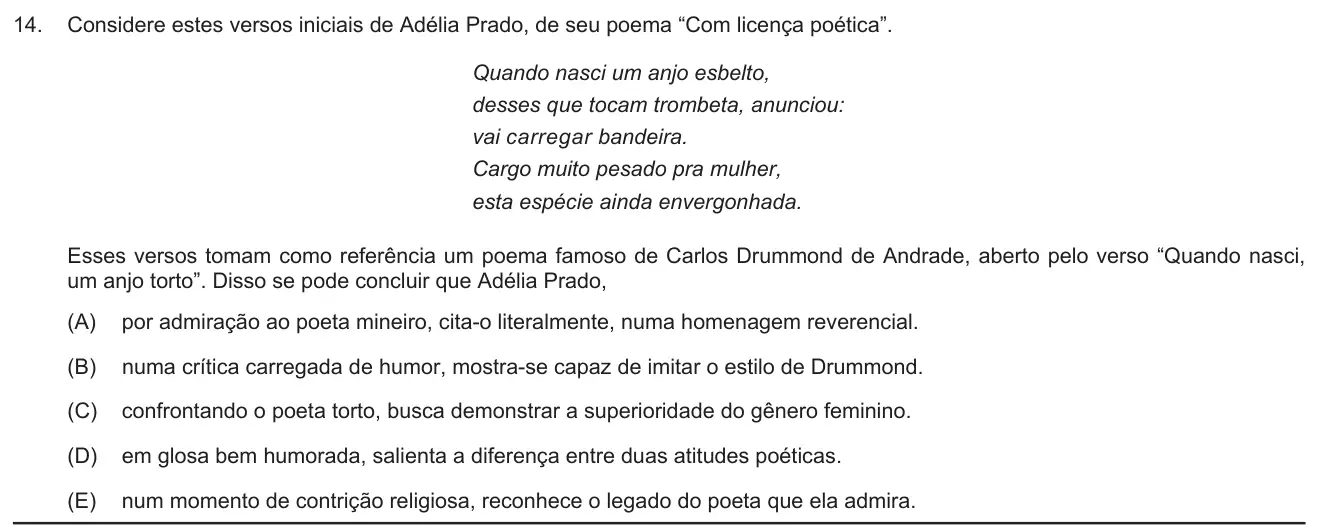 14. Considere estes versos iniciais de Adélia Prado, de seu poema “Com licença poética”.
Quando nasci um anjo esbelto,
desses que tocam trombeta, anunciou:
vai carregar bandeira.
Cargo muito pesado pra mulher,
esta espécie ainda envergonhada.
Esses versos tomam como referência um poema famoso de Carlos Drummond de Andrade, aberto pelo verso “Quando nasci,
um anjo torto”. Disso se pode concluir que Adélia Prado,
(A) por admiração ao poeta mineiro, cita-o literalmente, numa homenagem reverencial.
(B) numa crítica carregada de humor, mostra-se capaz de imitar o estilo de Drummond.
(C) confrontando o poeta torto, busca demonstrar a superioridade do gênero feminino.
(D) em glosa bem humorada, salienta a diferença entre duas atitudes poéticas.
(E) num momento de contrição religiosa, reconhece o legado do poeta que ela admira.